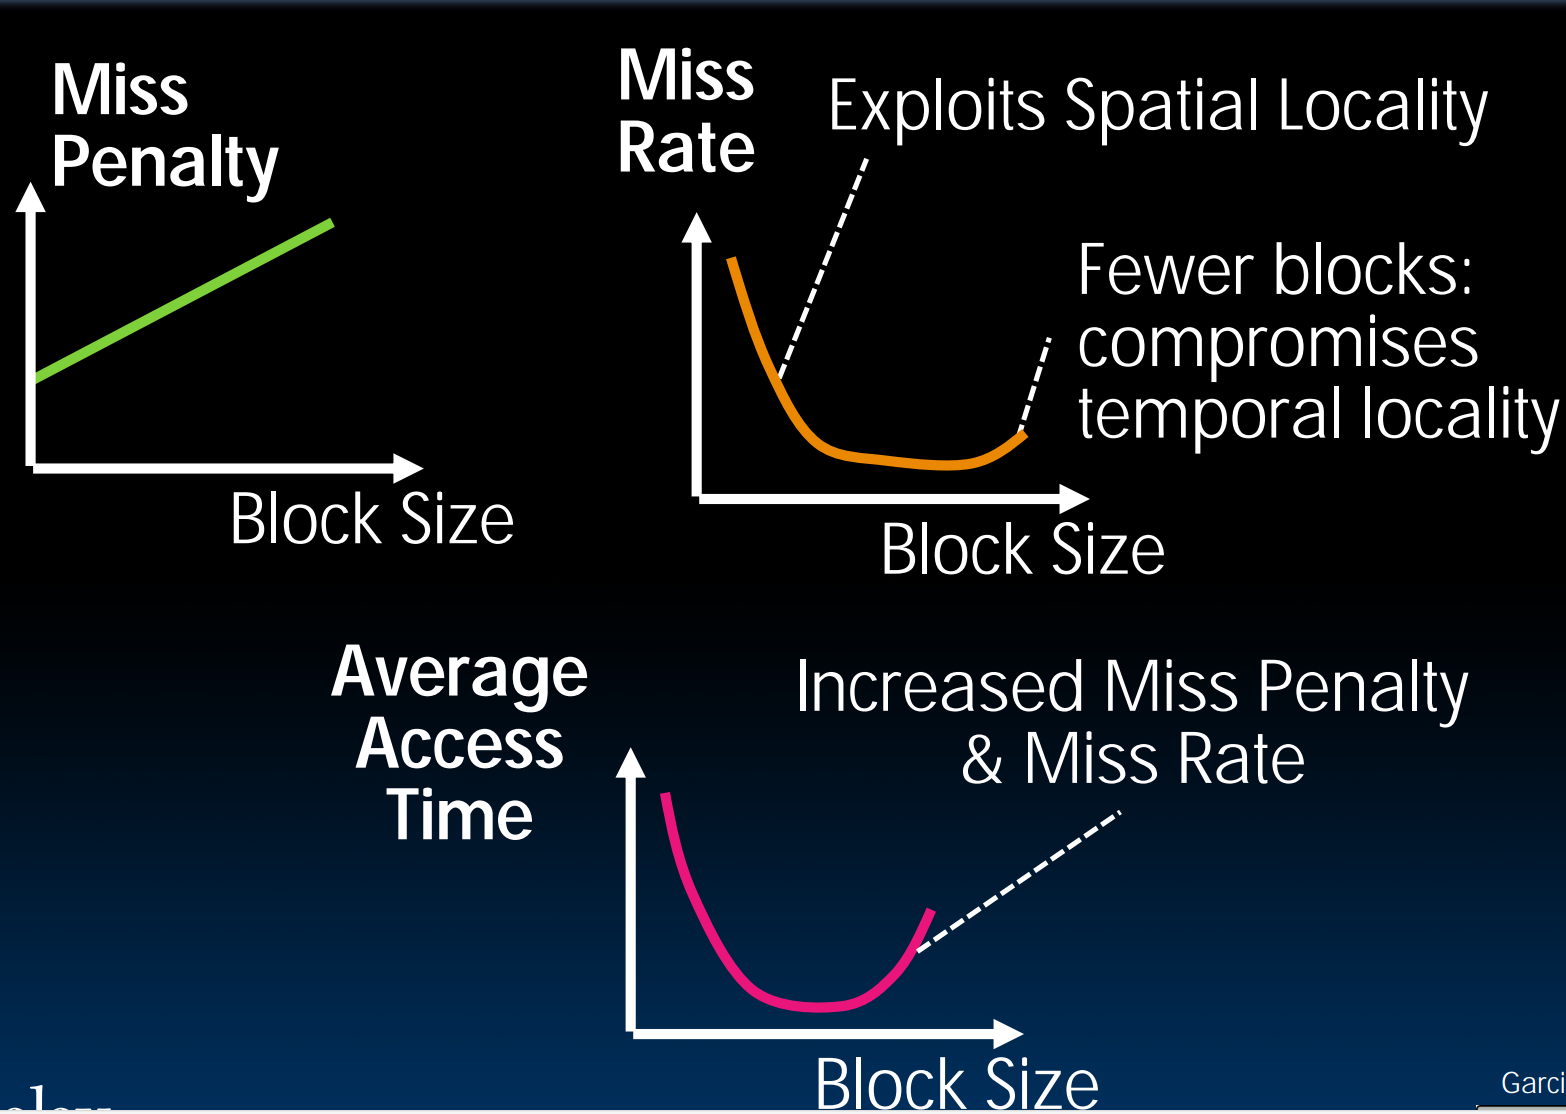 Miss
Penalty
Block Size
Miss
Rate
Exploits Spatial Locality
Fewer blocks:
compromises
temporal locality
Block Size
Average
Access
Time
Increased Miss Penalty
& Miss Rate
Block Size